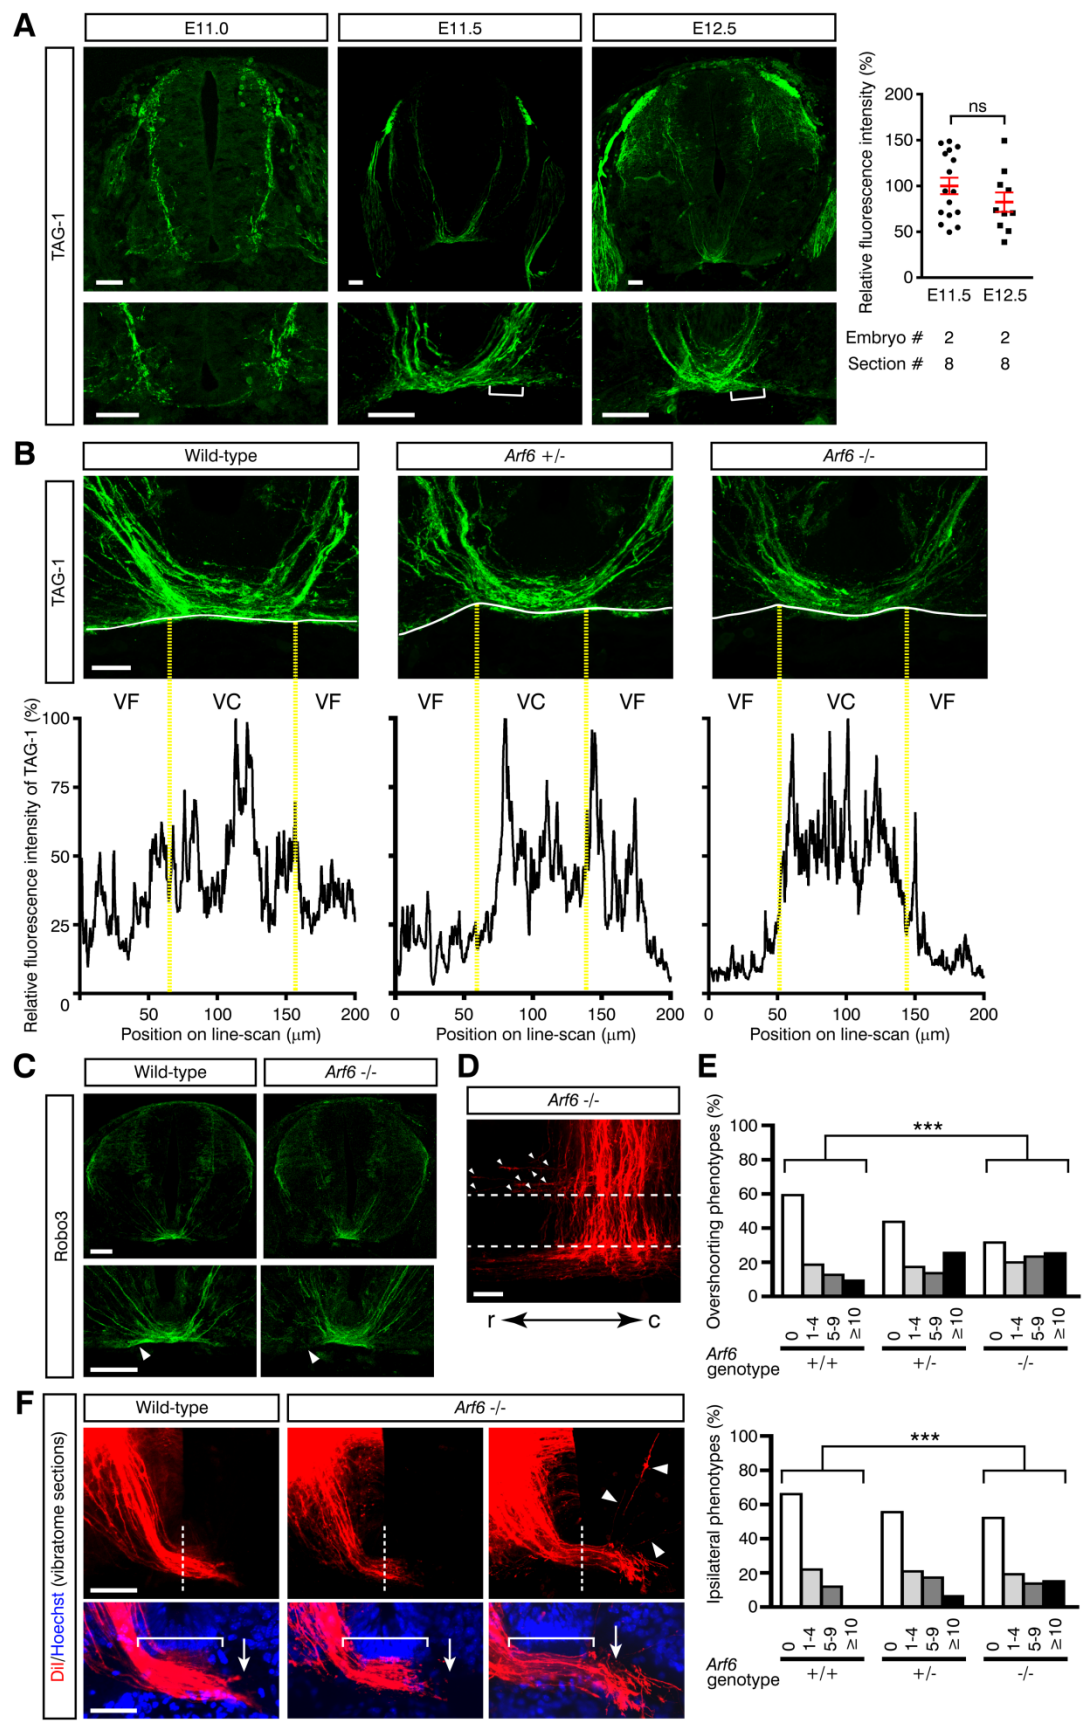 A
E11.0
E11.5
E12.5
TAG-1
Relative fluorescence intensity (%)
200
150
100
50
0
ns
E11.5 E12.5
Embryo # 2 2
Section # 8 8
B
Wild-type
Arf6 +/-
Arf6 -/-
TAG-1
VF VC VF
VF VC VF
VF VC VF
Relative fluorescence intensity of TAG-1 (%)
100
75
50
25
0
50 100 150 200
0 50 100 150 200
0 50 100 150 200
Position on line-scan (μm)
Position on line-scan (μm)
Position on line-scan (μm)
C
Wild-type
Arf6 -/-
Robo3
D
Arf6 -/-
r c
E
Overshoorting phenotypes (%)
100
80
60
40
20
0
***
0 1-4 5-9 ≥10
0 1-4 5-9 ≥10
0 1-4 5-9 ≥10
Arf6 genotype
+/+ +/- -/-
Ipsilateral phenotypes (%)
100
80
60
40
20
0
***
0 1-4 5-9 ≥10
0 1-4 5-9 ≥10
0 1-4 5-9 ≥10
Arf6 genotype
+/+ +/- -/-
F
Wild-type
Arf6 -/-
DiI/Hoechst (vibratome sections)